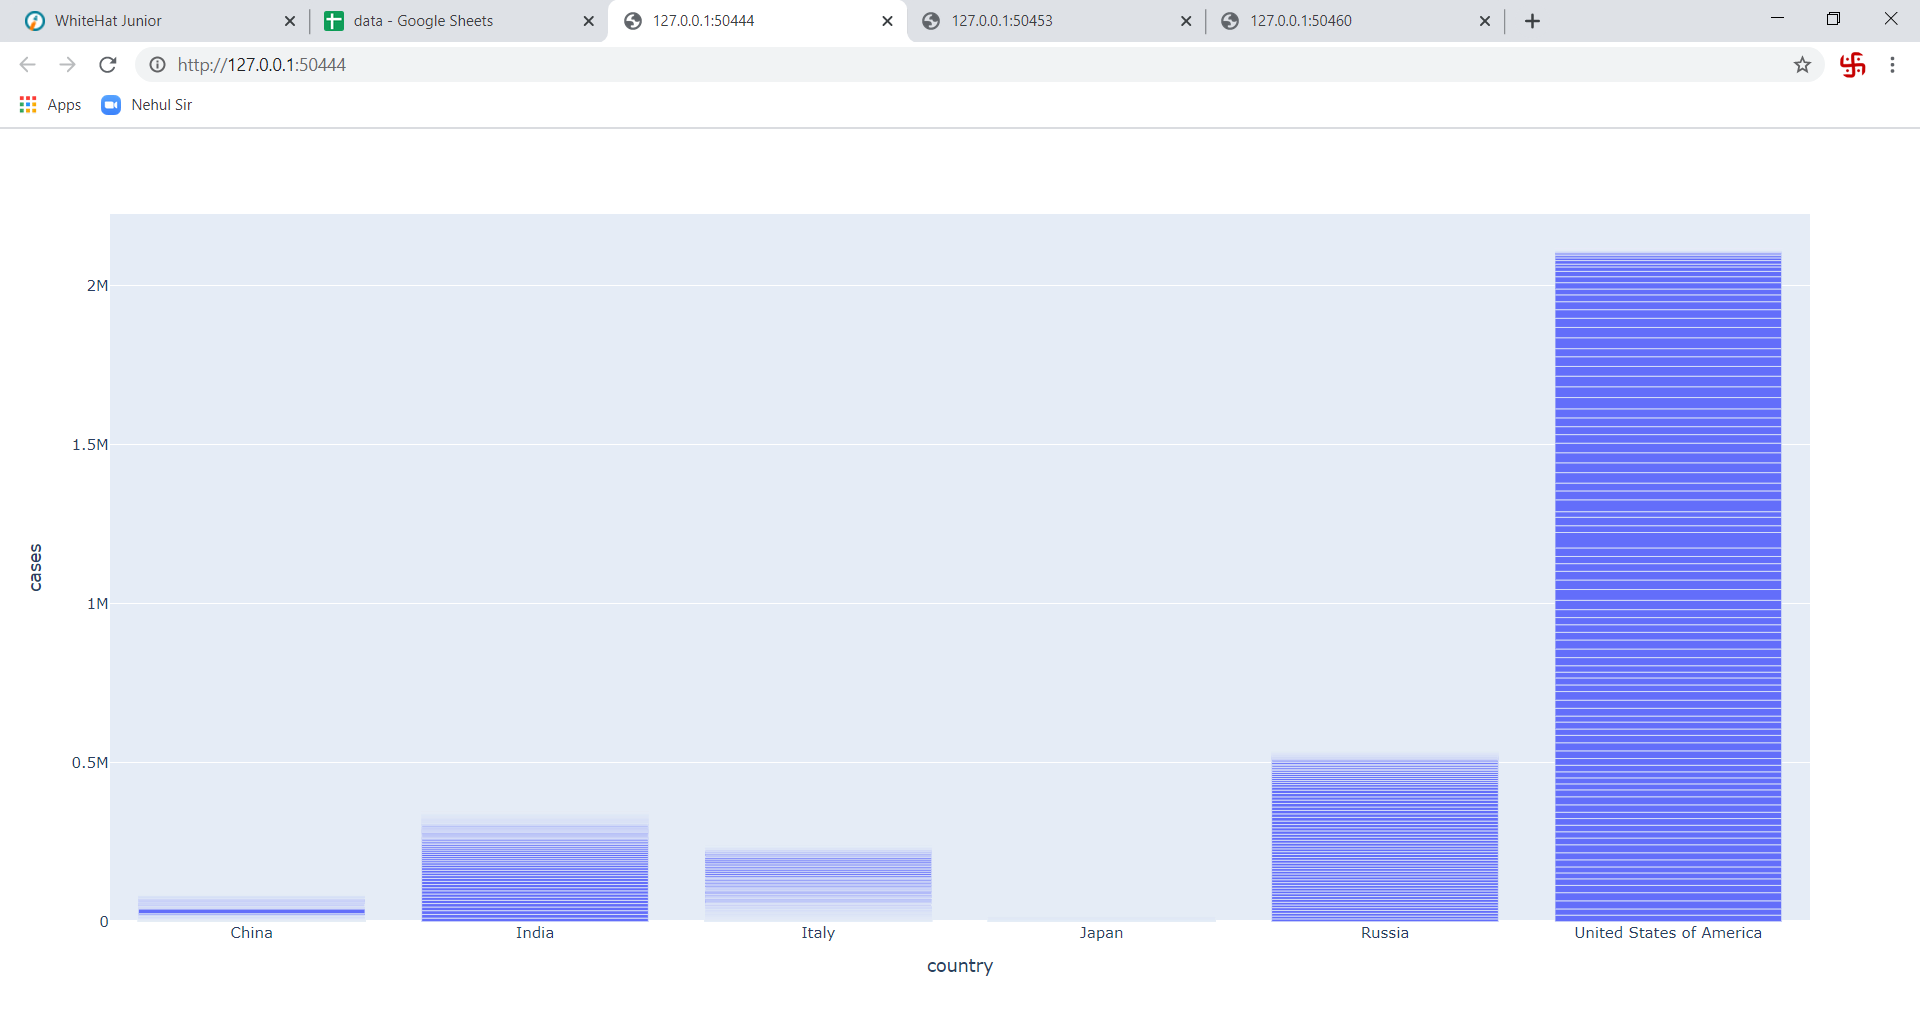 WhiteHat Junior
data - Google Sheets
127.0.0.1:50444
127.0.0.1:50453
127.0.0.1:50460
http://127.0.0.1:50444
Apps
Nehul Sir
2M
1.5M
1M
0.5M
0
cases
China
India
Italy
Japan
Russia
United States of America
country